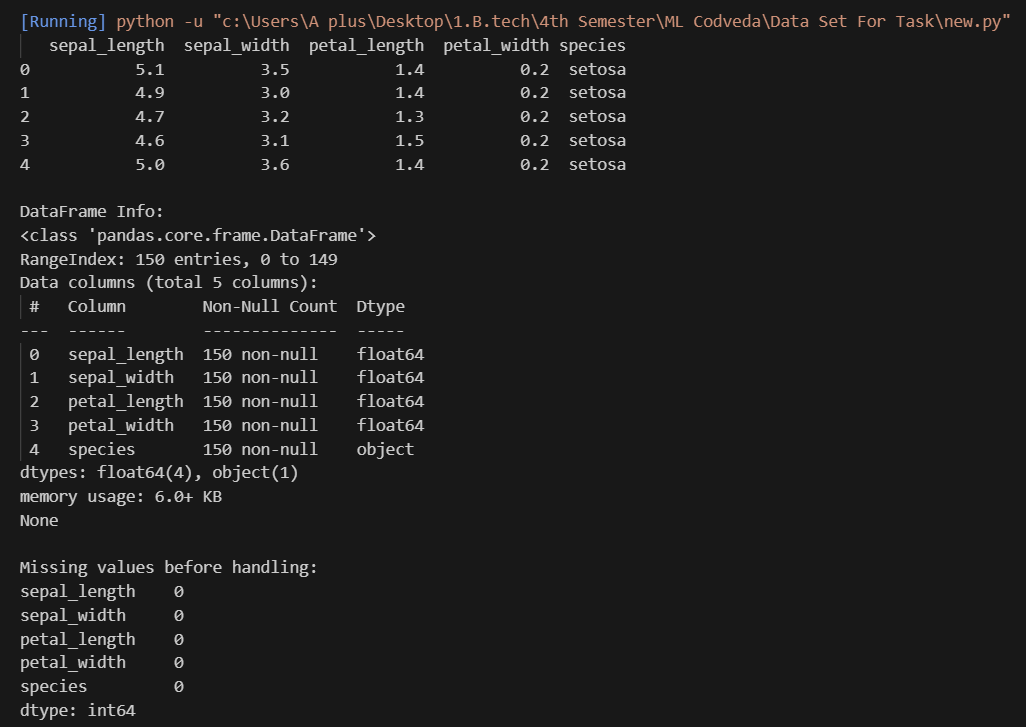 [Running] python -u "c:\Users\A plus\Desktop\1.B.tech\4th Semester\ML Codveda\Data Set For Task\new.py"
   sepal_length  sepal_width  petal_length  petal_width species
0           5.1          3.5           1.4          0.2  setosa
1           4.9          3.0           1.4          0.2  setosa
2           4.7          3.2           1.3          0.2  setosa
3           4.6          3.1           1.5          0.2  setosa
4           5.0          3.6           1.4          0.2  setosa
DataFrame Info:
<class 'pandas.core.frame.DataFrame'>
RangeIndex: 150 entries, 0 to 149
Data columns (total 5 columns):
 #   Column        Non-Null Count  Dtype
---  ------        --------------  -----
 0   sepal_length  150 non-null    float64
 1   sepal_width   150 non-null    float64
 2   petal_length  150 non-null    float64
 3   petal_width   150 non-null    float64
 4   species       150 non-null    object
dtypes: float64(4), object(1)
memory usage: 6.0+ KB
None
Missing values before handling:
sepal_length    0
sepal_width     0
petal_length    0
petal_width     0
species         0
dtype: int64